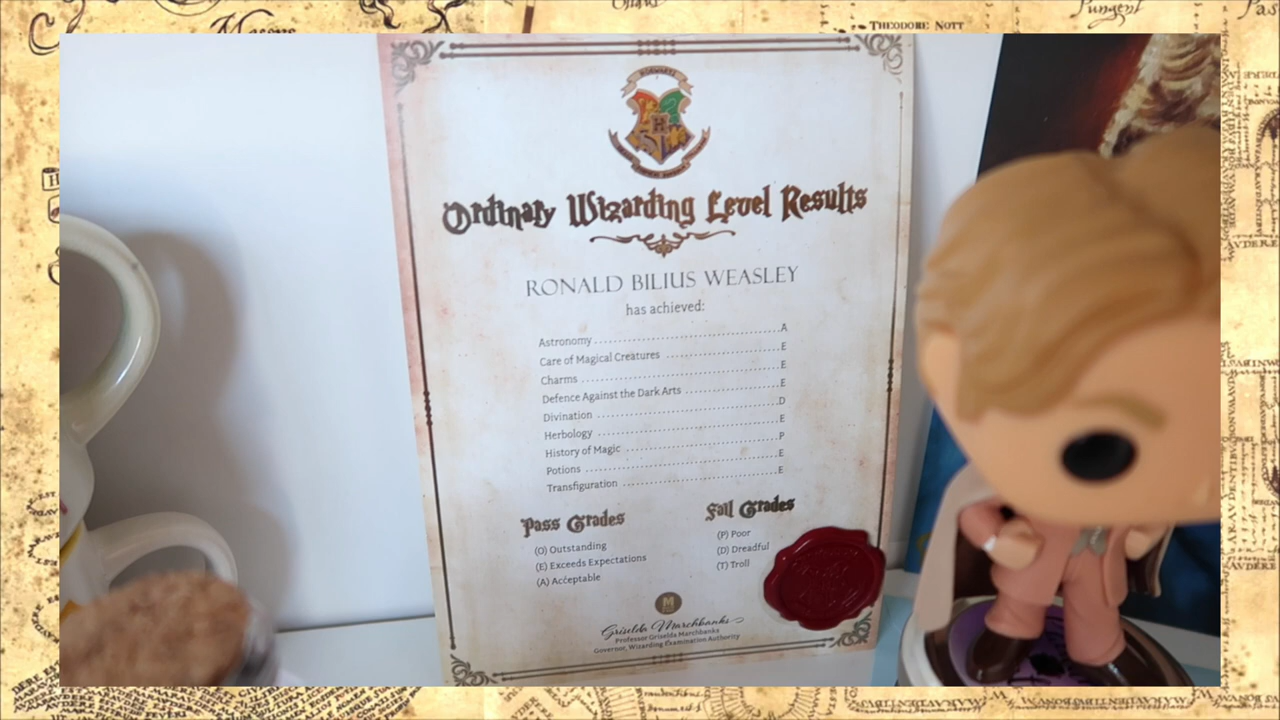 THEODORE NOTT
Pungent
HOGWARTS
Ordinary Wizarding Level Results
RONALD BILIUS WEASLEY
has achieved:
Astronomy ........................................ A
Care of Magical Creatures ........................ E
Charms ........................................... E
Defence Against the Dark Arts .................... E
Divination ....................................... D
Herbology ........................................ E
History of Magic ................................. P
Potions .......................................... E
Transfiguration .................................. E
Pass Grades
(O) Outstanding
(E) Exceeds Expectations
(A) Acceptable
Fail Grades
(P) Poor
(D) Dreadful
(T) Troll
M
Griselda Marchbanks
Professor Griselda Marchbanks
Governor, Wizarding Examination Authority